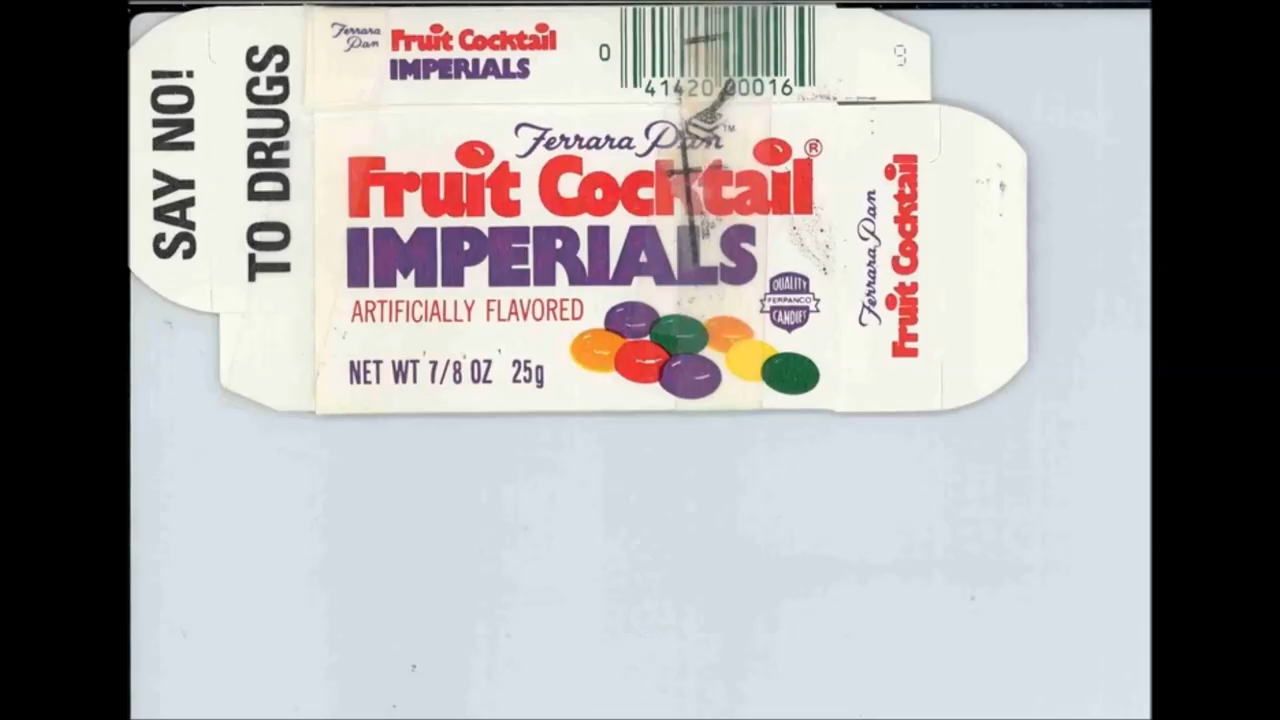 SAY NO!
TO DRUGS
Ferrara
Pan
Fruit Cocktail
IMPERIALS
0
41420 00016
9
Ferrara Pan™
Fruit Cocktail®
IMPERIALS
ARTIFICIALLY FLAVORED
NET WT 7/8 OZ 25g
QUALITY
FERPANCO
CANDIES
Ferrara Pan
Fruit Cocktail